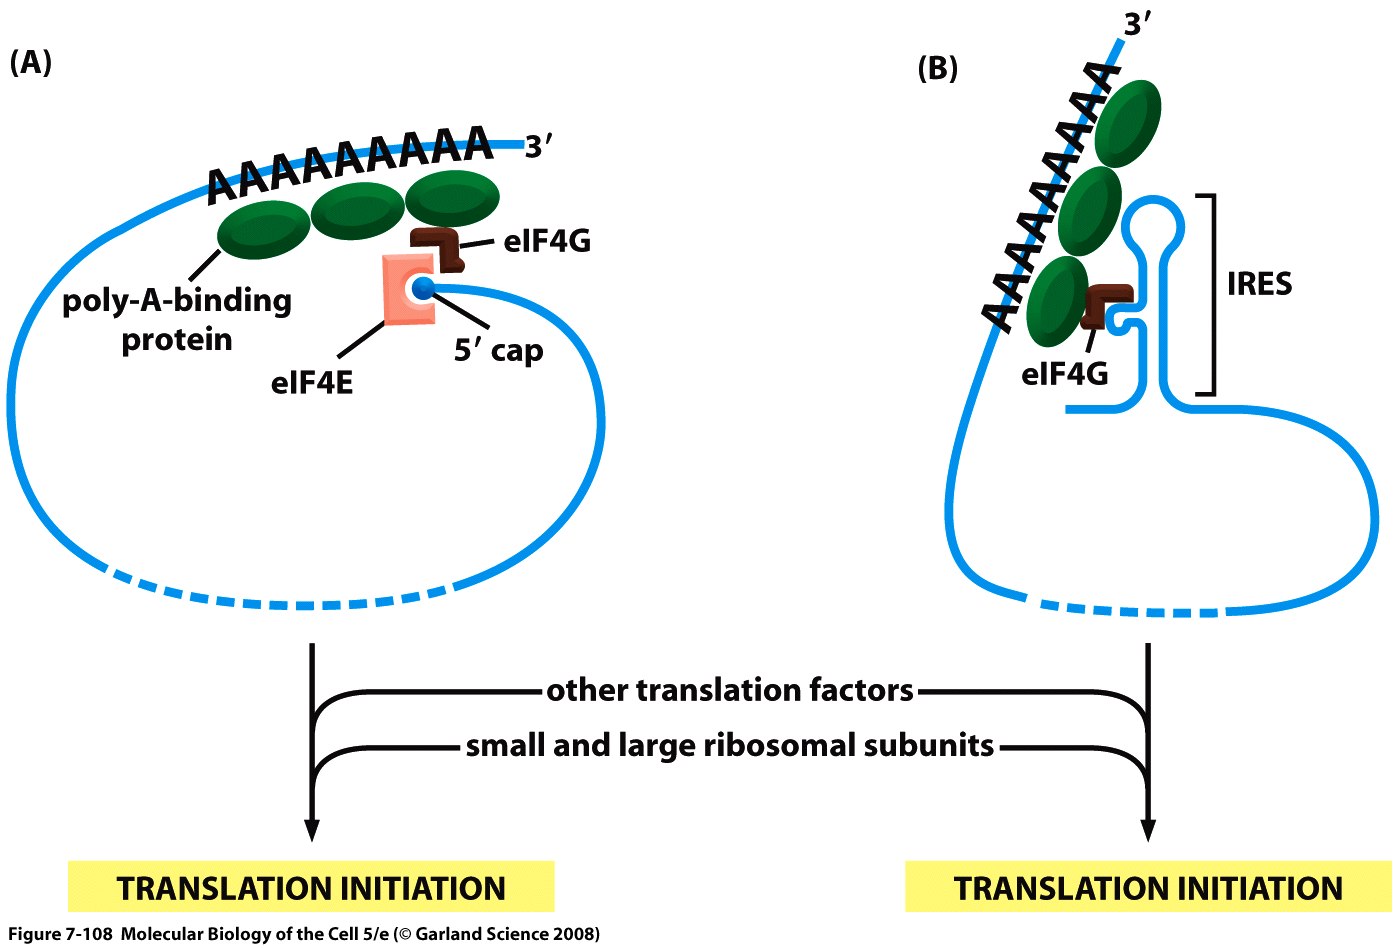 (A)
AAAAAAAAA 3′
eIF4G
poly-A-binding
protein
5′ cap
eIF4E
(B)
3′
AAAAAAAAA
IRES
eIF4G
other translation factors
small and large ribosomal subunits
TRANSLATION INITIATION
TRANSLATION INITIATION
Figure 7-108 Molecular Biology of the Cell 5/e (© Garland Science 2008)